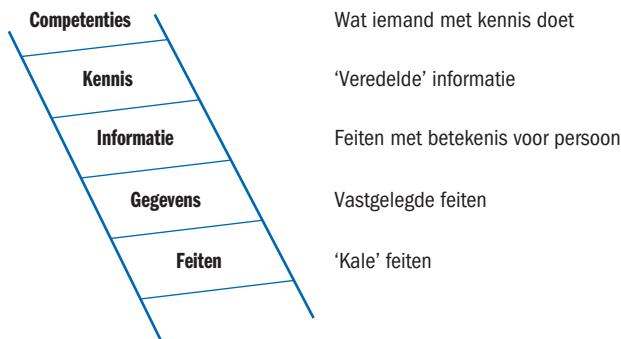 Competenties Wat iemand met kennis doet
Kennis ‘Veredelde’ informatie
Informatie Feiten met betekenis voor persoon
Gegevens Vastgelegde feiten
Feiten ‘Kale’ feiten